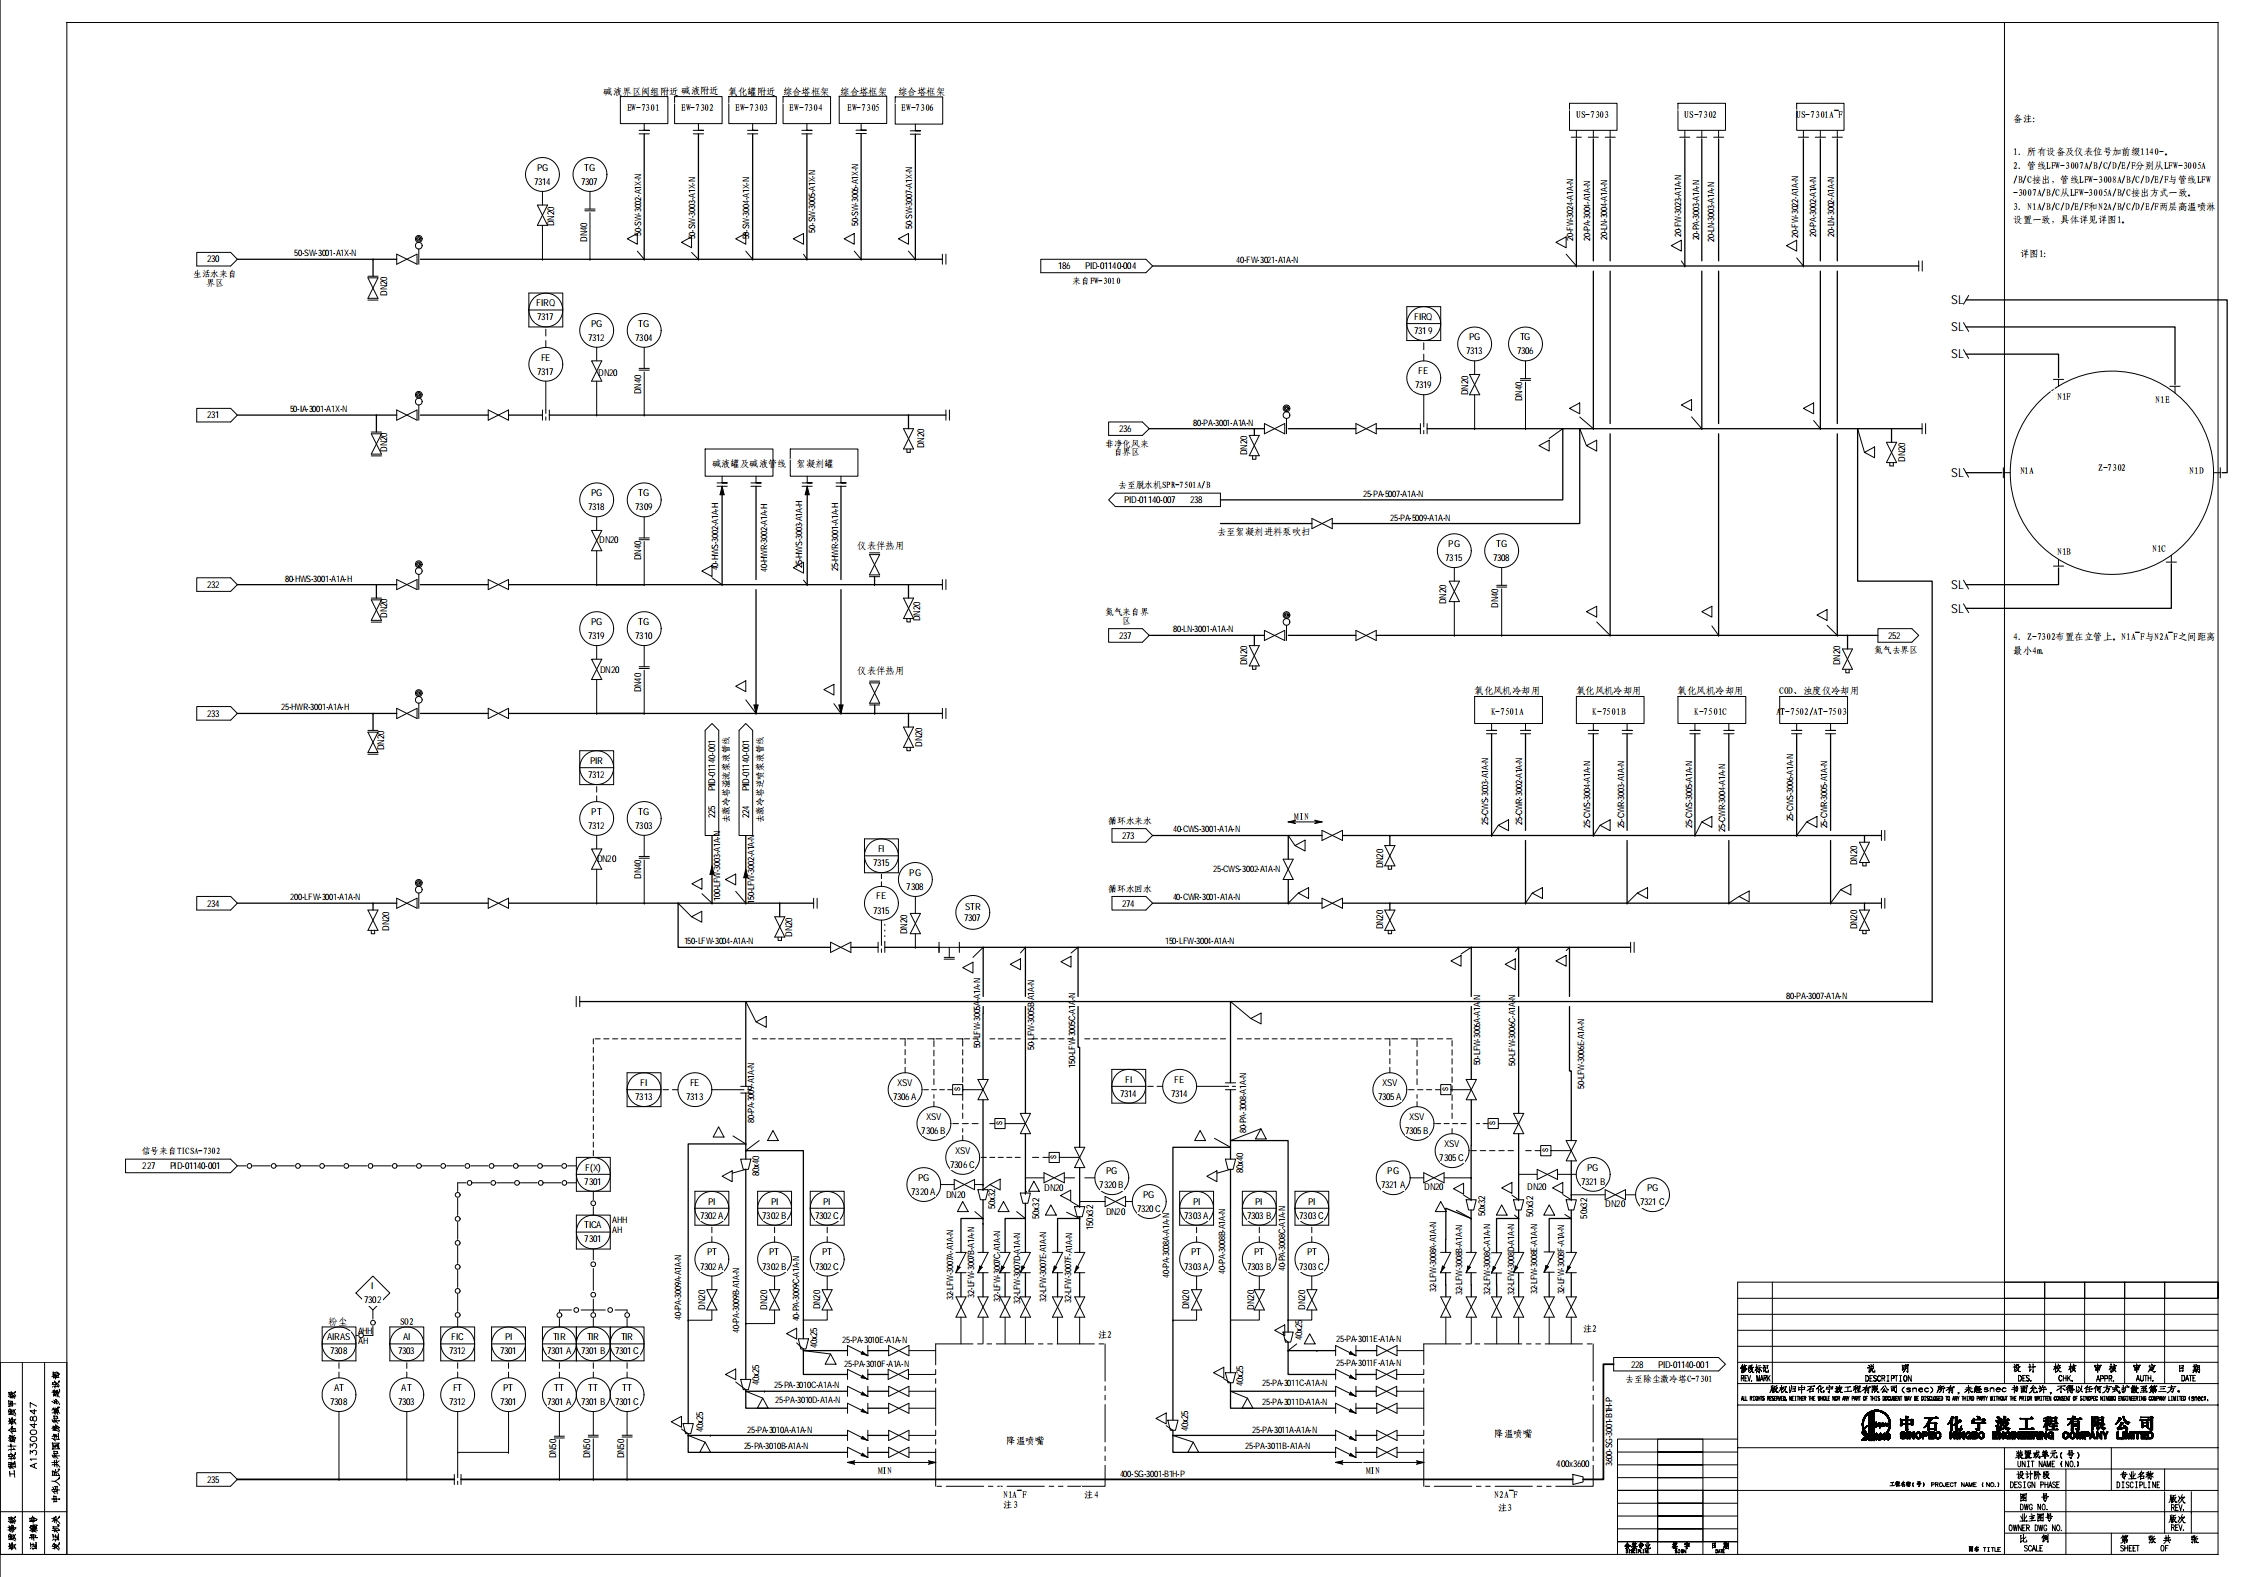 碱液界区阀组附近 碱液附近 氧化罐附近 综合塔框架 综合塔框架 综合塔框架
EW-7301 EW-7302 EW-7303 EW-7304 EW-7305 EW-7306
US-7303 US-7302 US-7301A~F
备注:
1. 所有设备及仪表位号加前缀1140-。
2. 管线LFW-3007A/B/C/D/E/F分别从LFW-3005A
/B/C接出, 管线LFW-3008A/B/C/D/E/F与管线LFW
-3007A/B/C从LFW-3005A/B/C接出方式一致。
3. N1A/B/C/D/E/F和N2A/B/C/D/E/F两层高温喷淋
设置一致, 具体详见详图1。
详图1:
PG 7314
TG 7307
DN20
DN40
50-SW-3002-A1X-N
50-SW-3003-A1X-N
50-SW-3004-A1X-N
50-SW-3005-A1X-N
50-SW-3006-A1X-N
50-SW-3007-A1X-N
230
50-SW-3001-A1X-N
生活水来自
界区
DN20
20-FW-3024-A1A-N
20-PA-3004-A1A-N
20-LN-3004-A1A-N
20-FW-3023-A1A-N
20-PA-3003-A1A-N
20-LN-3003-A1A-N
20-FW-3022-A1A-N
20-PA-3002-A1A-N
20-LN-3002-A1A-N
186 PID-01140-004
40-FW-3021-A1A-N
来自FW-3010
FIRQ 7317
FE 7317
PG 7312
TG 7304
DN20
DN40
231
50-IA-3001-A1X-N
DN20
DN20
FIRQ 7319
FE 7319
PG 7313
TG 7306
DN20
DN40
236
80-PA-3001-A1A-N
非净化风来
自界区
DN20
DN20
SL
SL
SL
SL
SL
SL
N1F
N1E
N1A
Z-7302
N1D
N1B
N1C
碱液罐及碱液管线
絮凝剂罐
PG 7318
TG 7309
DN20
DN40
40-HWS-3002-A1A-H
40-HWR-3002-A1A-H
25-HWS-3003-A1A-H
25-HWR-3001-A1A-H
仪表伴热用
232
80-HWS-3001-A1A-H
DN20
DN20
去至脱水机SPR-7501A/B
PID-01140-007 238
25-PA-5007-A1A-N
25-PA-5009-A1A-N
去至絮凝剂进料泵吹扫
PG 7315
TG 7308
DN20
DN40
氮气来自界
区
237
80-LN-3001-A1A-N
DN20
DN20
252
氮气去界区
4. Z-7302布置在立管上。N1A~F与N2A~F之间距离
最小4m.
PG 7319
TG 7310
DN20
DN40
仪表伴热用
233
25-HWR-3001-A1A-H
DN20
DN20
氧化风机冷却用 氧化风机冷却用 氧化风机冷却用 COD、浊度仪冷却用
K-7501A K-7501B K-7501C AT-7502/AT-7503
25-CWS-3003-A1A-N
25-CWR-3002-A1A-N
25-CWS-3004-A1A-N
25-CWR-3003-A1A-N
25-CWS-3005-A1A-N
25-CWR-3004-A1A-N
25-CWS-3006-A1A-N
25-CWR-3005-A1A-N
225 PID-01140-001
去激冷塔溢流浆液管线
224 PID-01140-001
去激冷塔逆喷浆液管线
PIR 7312
PT 7312
TG 7303
DN20
DN40
100-LFW-3003-A1A-N
150-LFW-3002-A1A-N
循环水来水
273
40-CWS-3001-A1A-N
MIN
25-CWS-3002-A1A-N
DN20
DN20
循环水回水
274
40-CWR-3001-A1A-N
DN20
DN20
234
200-LFW-3001-A1A-N
DN20
DN20
FI 7315
FE 7315
PG 7308
DN20
STR 7307
150-LFW-3004-A1A-N
150-LFW-3004-A1A-N
80-PA-3007-A1A-N
50-LFW-3005A-A1A-N
50-LFW-3005B-A1A-N
150-LFW-3005C-A1A-N
50-LFW-3006A-A1A-N
50-LFW-3006C-A1A-N
50-LFW-3006E-A1A-N
FI 7313
FE 7313
80-PA-3009-A1A-N
XSV 7306 A
XSV 7306 B
XSV 7306 C
S
S
S
FI 7314
FE 7314
80-PA-3008-A1A-N
XSV 7305 A
XSV 7305 B
XSV 7305 C
S
S
S
信号来自TICSA-7302
227 PID-01140-001
F(X) 7301
TICA 7301
AHH
AH
80x40
80x40
PG 7320 A
PG 7320 B
PG 7320 C
DN20
DN20
DN20
50x32
50x32
150x32
PG 7321 A
PG 7321 B
PG 7321 C
DN20
DN20
DN20
50x32
50x32
50x32
PI 7302 A
PI 7302 B
PI 7302 C
PT 7302 A
PT 7302 B
PT 7302 C
DN20
DN20
DN20
40-PA-3009A-A1A-N
40-PA-3009B-A1A-N
40-PA-3009C-A1A-N
PI 7303 A
PI 7303 B
PI 7303 C
PT 7303 A
PT 7303 B
PT 7303 C
DN20
DN20
DN20
40-PA-3008A-A1A-N
40-PA-3008B-A1A-N
40-PA-3008C-A1A-N
32-LFW-3007A-A1A-N
32-LFW-3007B-A1A-N
32-LFW-3007C-A1A-N
32-LFW-3007D-A1A-N
32-LFW-3007E-A1A-N
32-LFW-3007F-A1A-N
32-LFW-3008A-A1A-N
32-LFW-3008B-A1A-N
32-LFW-3008C-A1A-N
32-LFW-3008D-A1A-N
32-LFW-3008E-A1A-N
32-LFW-3008F-A1A-N
I 7302
粉尘
SO2
AIRAS 7308
AHH
AH
AI 7303
FIC 7312
PI 7301
TIR 7301 A
TIR 7301 B
TIR 7301 C
AT 7308
AT 7303
FT 7312
PT 7301
TT 7301 A
TT 7301 B
TT 7301 C
DN50
DN50
DN50
40x25
40x25
40x25
25-PA-3010E-A1A-N
25-PA-3010F-A1A-N
25-PA-3010C-A1A-N
25-PA-3010D-A1A-N
25-PA-3010A-A1A-N
25-PA-3010B-A1A-N
MIN
注2
降温喷嘴
N1A~F
注3
注4
40x25
40x25
40x25
25-PA-3011E-A1A-N
25-PA-3011F-A1A-N
25-PA-3011C-A1A-N
25-PA-3011D-A1A-N
25-PA-3011A-A1A-N
25-PA-3011B-A1A-N
MIN
注2
降温喷嘴
N2A~F
注3
235
400-SG-3001-B1H-P
400x3600
3600-SG-3001-B1H-P
228 PID-01140-001
去至除尘激冷塔C-7301
修改标记 说 明 设 计 校 核 审 核 审 定 日 期
REV. MARK DESCRIPTION DES. CHK. APPR. AUTH. DATE
版权归中石化宁波工程有限公司(snec)所有, 未经snec 书面允许, 不得以任何方式扩散至第三方。
ALL RIGHTS RESERVED. NEITHER THE WHOLE NOR ANY PART OF THIS DOCUMENT MAY BE DISCLOSED TO ANY THIRD PARTY WITHOUT THE PRIOR WRITTEN CONSENT OF SINOPEC NINGBO ENGINEERING COMPANY LIMITED (SNEC).
中石化宁波工程有限公司
SINOPEC NINGBO ENGINEERING COMPANY LIMITED
装置或单元(号)
UNIT NAME (NO.)
设计阶段
DESIGN PHASE
专业名称
DISCIPLINE
工程名称(号) PROJECT NAME (NO.)
图 号
DWG NO.
版次
REV.
业主图号
OWNER DWG NO.
版次
REV.
比 例
SCALE
第 张 共 张
SHEET OF
图名 TITLE
会签专业
签 字
日 期
DATE
工程设计综合资质甲级
A133004847
中华人民共和国住房和城乡建设部
资质等级
证书编号
发证机关